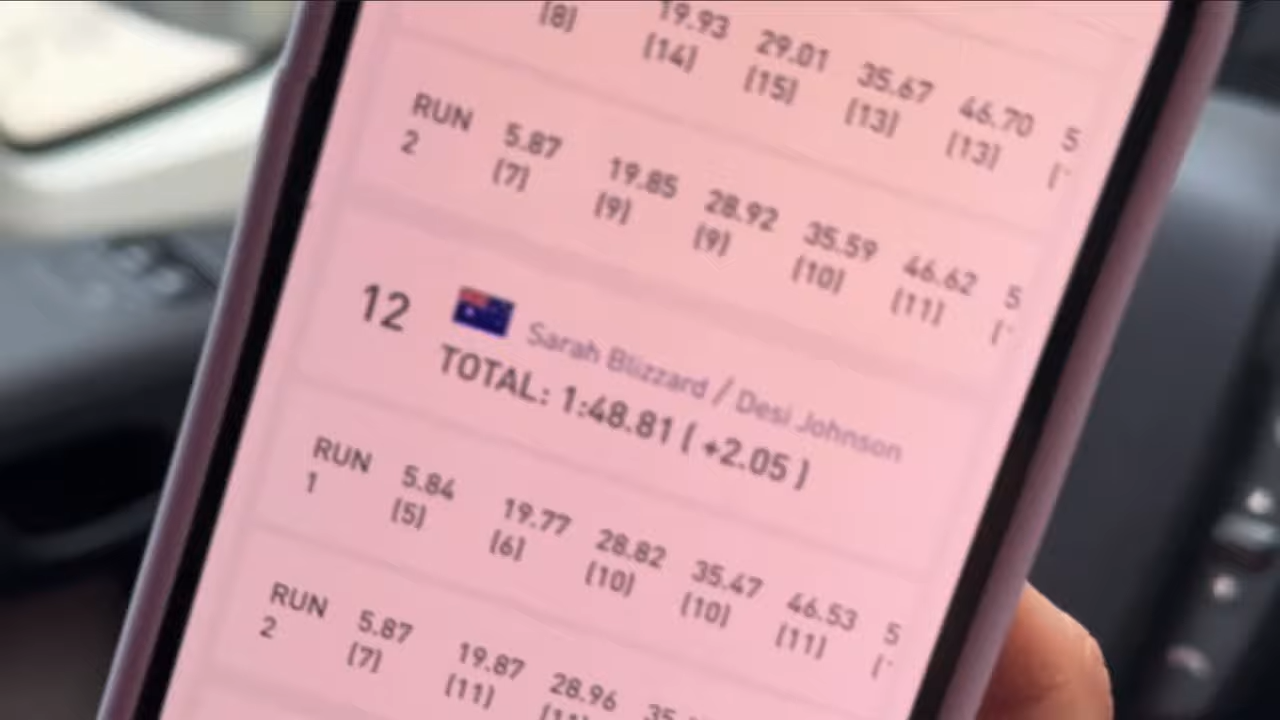 19.93 29.01 35.67 46.70 5
(8) (14) (15) (13) (13)
RUN 5.87 19.85 28.92 35.59 46.62 5
2 (7) (9) (9) (10) (11)
12 Sarah Blizzard / Desi Johnson
TOTAL: 1:48.81 ( +2.05 )
RUN 5.84 19.77 28.82 35.47 46.53 5
1 (5) (6) (10) (10) (11)
RUN 5.87 19.87 28.96
2 (7) (11)